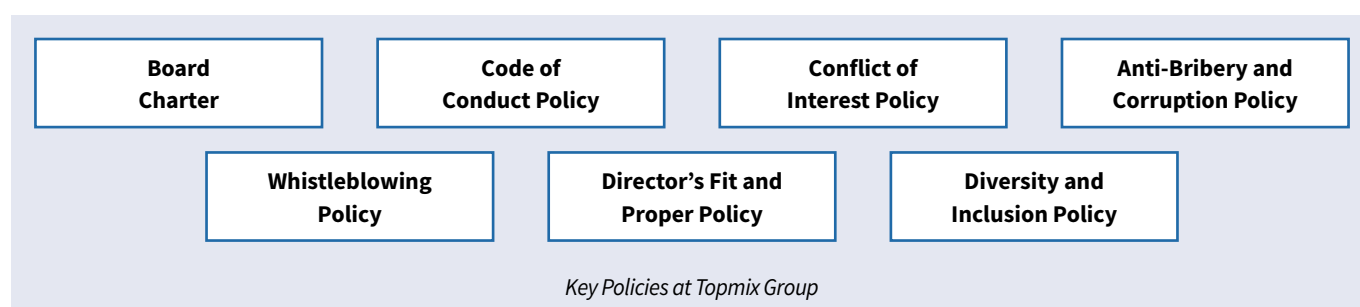 Board
Charter
Code of
Conduct Policy
Conflict of
Interest Policy
Anti-Bribery and
Corruption Policy
Whistleblowing
Policy
Director’s Fit and
Proper Policy
Diversity and
Inclusion Policy
Key Policies at Topmix Group